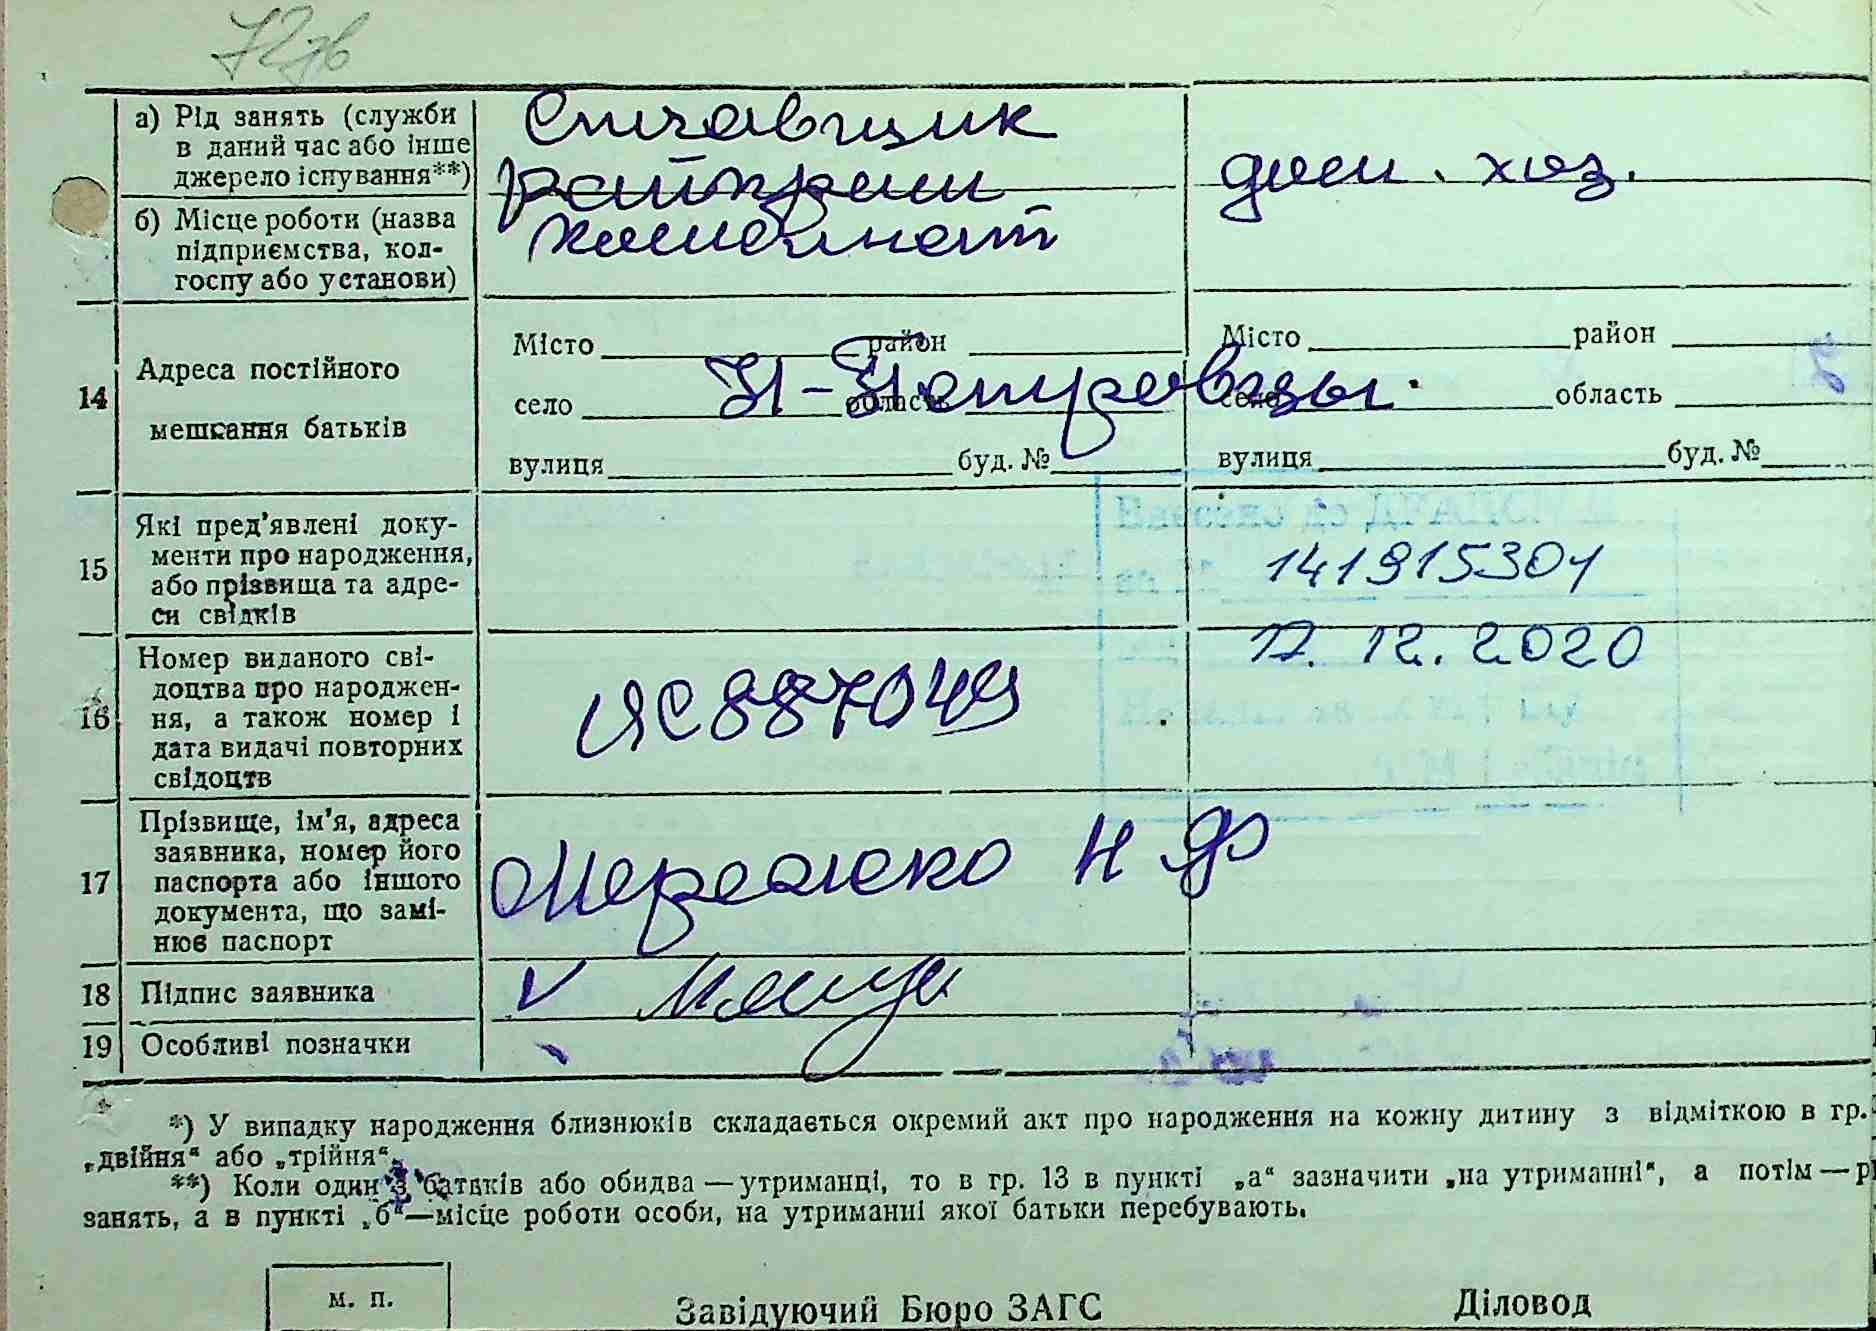 а) Рід занять (служби
в даний час або інше
джерело існування**)
райпром
комбинат
дом. хоз.
б) Місце роботи (назва
підприємства, кол-
госпу або установи)
14
Адреса постійного
мешкання батьків
Місто район
село область
вулиця буд. №
Н-Петровцы.
Місто район
село область
вулиця буд. №
15
Які пред'явлені доку-
менти про народження,
або прізвища та адре-
си свідків
Внесено до
141915301
12.12.2020
16
Номер виданого сві-
доцтва про народжен-
ня, а також номер і
дата видачі повторних
свідоцтв
ЯС887049
17
Прізвище, ім'я, адреса
заявника, номер його
паспорта або іншого
документа, що замі-
нює паспорт
Мережко Н Ф
18
Підпис заявника
V
19
Особливі позначки
*) У випадку народження близнюків складається окремий акт про народження на кожну дитину з відміткою в гр.
„двійня“ або „трійня“.
**) Коли один з батьків або обидва — утриманці, то в гр. 13 в пункті „а“ зазначити „на утриманні“, а потім —
занять, а в пункті „б“—місце роботи особи, на утриманні якої батьки перебувають.
м. п.
Завідуючий Бюро ЗАГС
Діловод